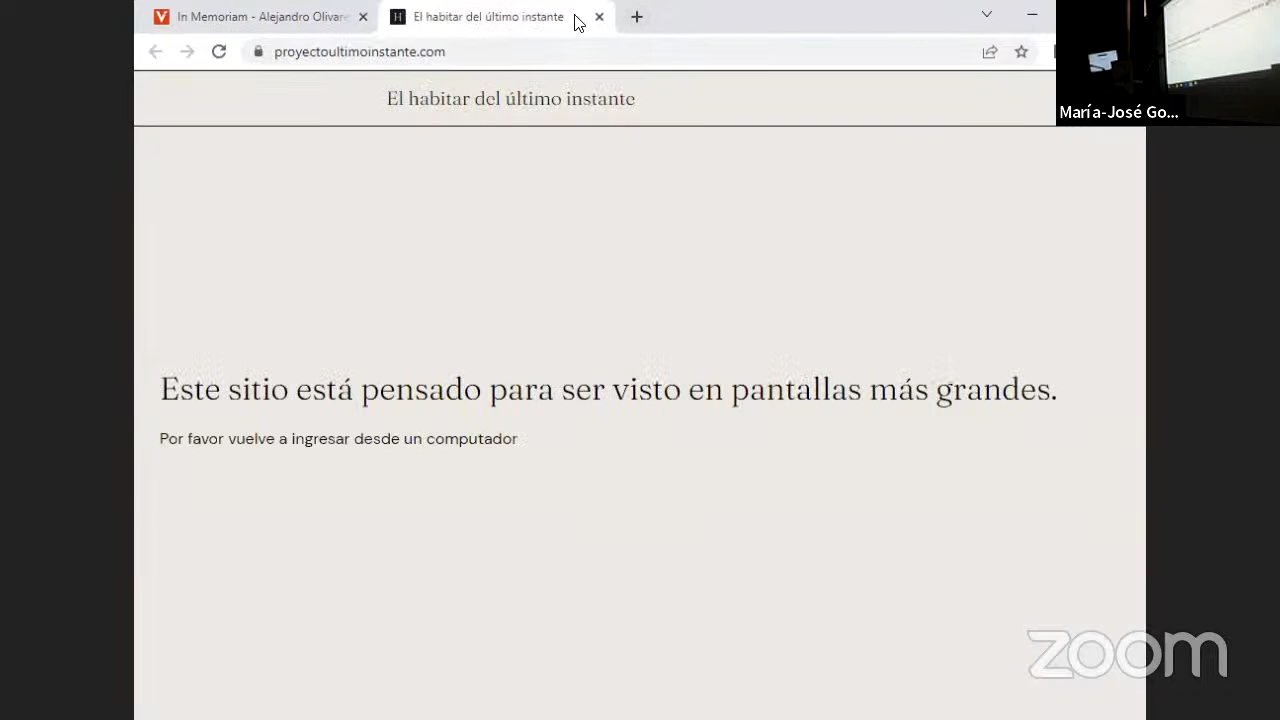 In Memoriam - Alejandro Olivare
El habitar del último instante
proyectoultimoinstante.com
María-José Go...
El habitar del último instante
Este sitio está pensado para ser visto en pantallas más grandes.
Por favor vuelve a ingresar desde un computador
zoom